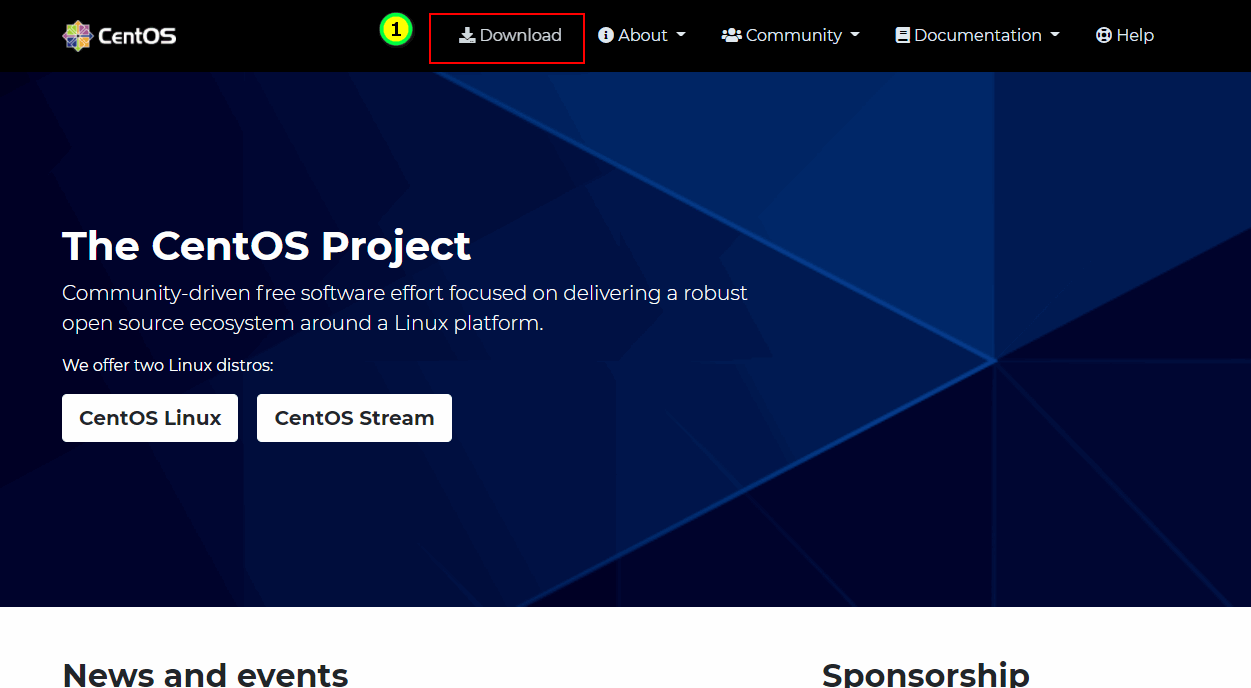 CentOS 1 Download About Community Documentation Help
The CentOS Project
Community-driven free software effort focused on delivering a robust
open source ecosystem around a Linux platform.
We offer two Linux distros:
CentOS Linux CentOS Stream
News and events Sponsorship